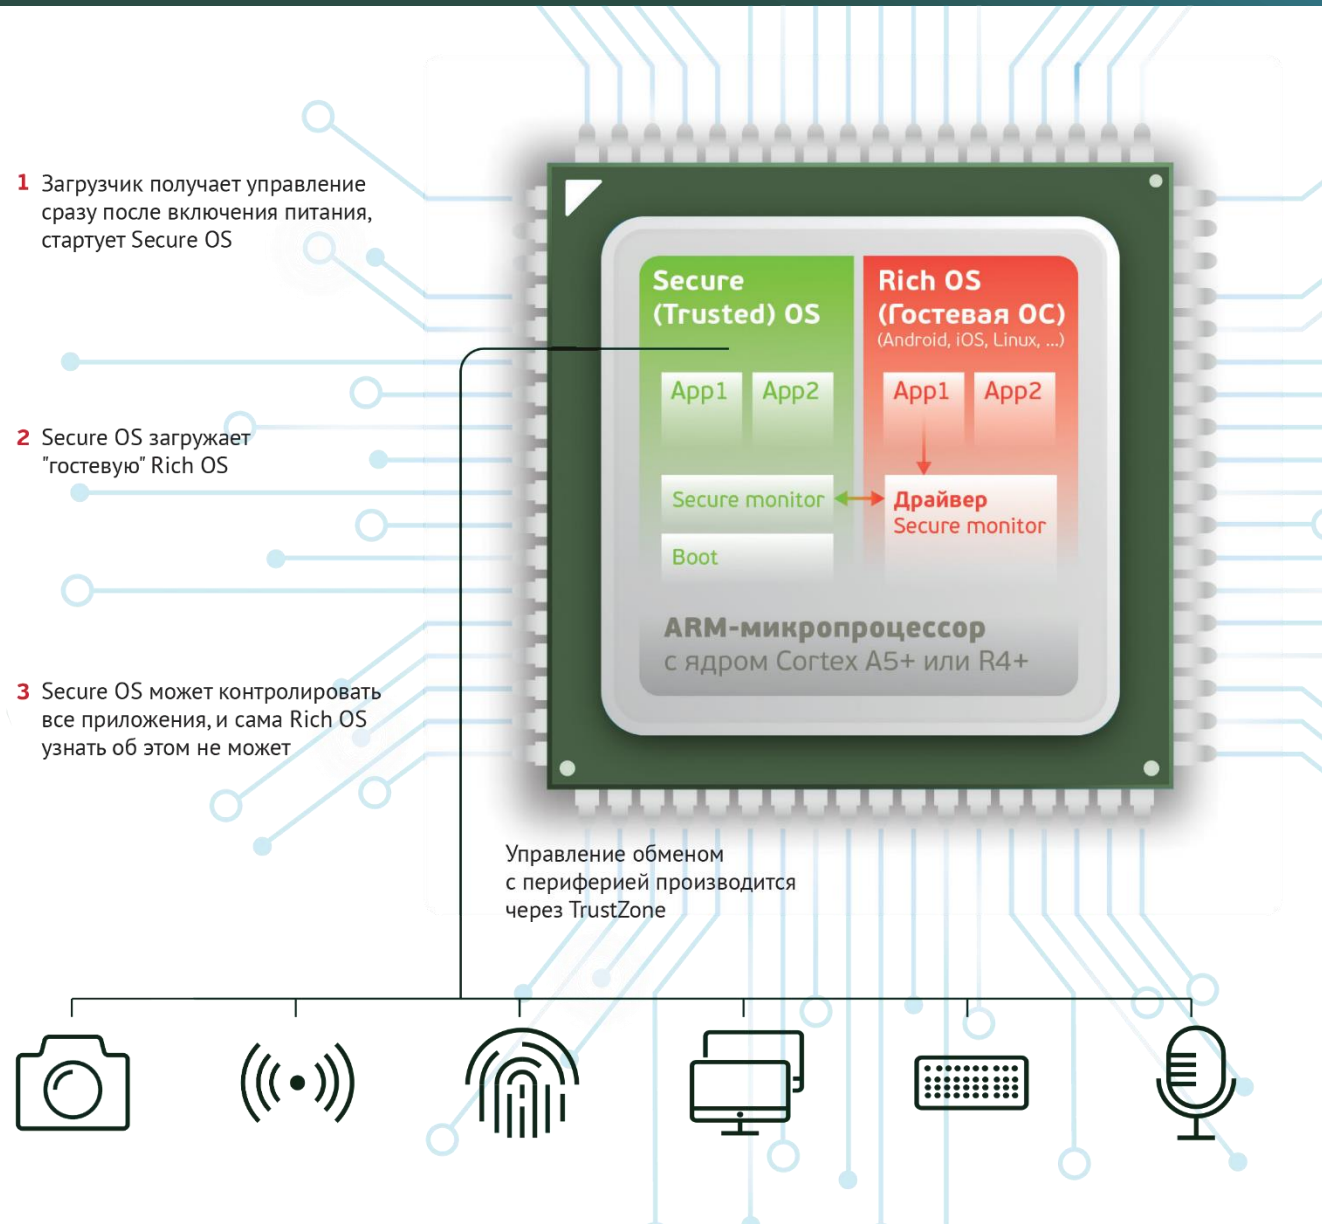 1 Загрузчик получает управление
сразу после включения питания,
стартует Secure OS
2 Secure OS загружает
"гостевую" Rich OS
3 Secure OS может контролировать
все приложения, и сама Rich OS
узнать об этом не может
Secure
(Trusted) OS
App1 App2
Secure monitor
Boot
Rich OS
(Гостевая ОС)
(Android, iOS, Linux, ...)
App1 App2
Драйвер
Secure monitor
ARM-микропроцессор
с ядром Cortex A5+ или R4+
Управление обменом
с периферией производится
через TrustZone